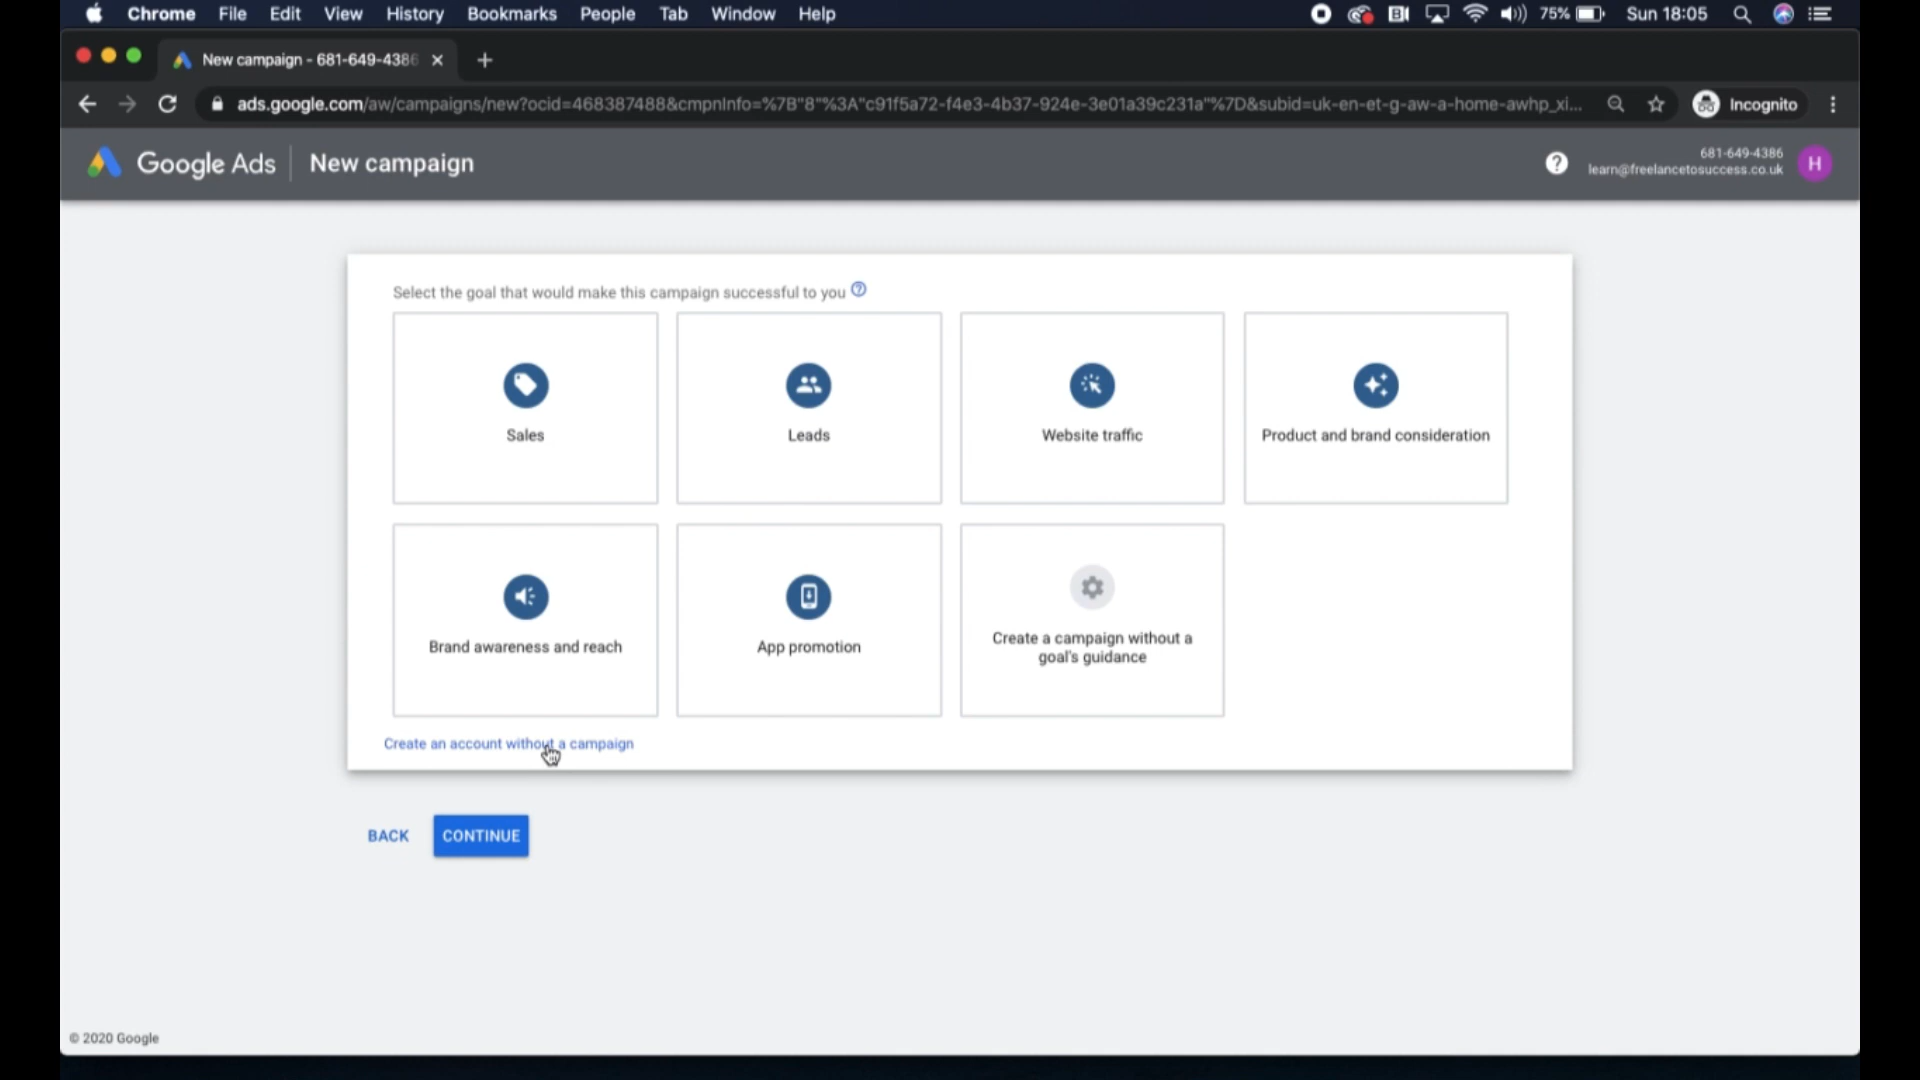 Chrome File Edit View History Bookmarks People Tab Window Help 75% Sun 18:05
New campaign - 681-649-4386
ads.google.com/aw/campaigns/new?ocid=468387488&cmpnInfo=%7B"8"%3A"c91f5a72-f4e3-4b37-924e-3e01a39c231a"%7D&subid=uk-en-et-g-aw-a-home-awhp_xi... Incognito
Google Ads New campaign
681-649-4386
learn@freelancetosuccess.co.uk
H
Select the goal that would make this campaign successful to you
Sales Leads Website traffic Product and brand consideration
Brand awareness and reach App promotion Create a campaign without a
goal's guidance
Create an account without a campaign
BACK CONTINUE
© 2020 Google